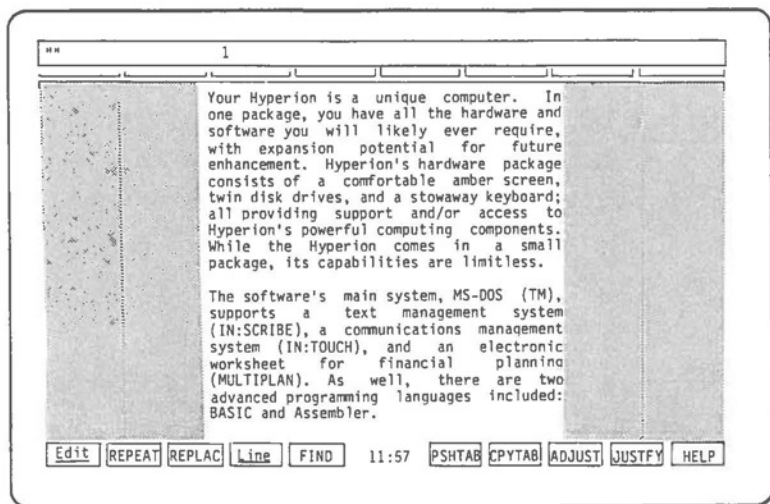 ** 1
Your Hyperion is a unique computer. In
one package, you have all the hardware and
software you will likely ever require,
with expansion potential for future
enhancement. Hyperion's hardware package
consists of a comfortable amber screen,
twin disk drives, and a stowaway keyboard;
all providing support and/or access to
Hyperion's powerful computing components.
While the Hyperion comes in a small
package, its capabilities are limitless.
The software's main system, MS-DOS (TM),
supports a text management system
(IN:SCRIBE), a communications management
system (IN:TOUCH), and an electronic
worksheet for financial planning
(MULTIPLAN). As well, there are two
advanced programming languages included:
BASIC and Assembler.
Edit REPEAT REPLAC Line FIND 11:57 PSHTAB CPYTAB ADJUST JUSTFY HELP